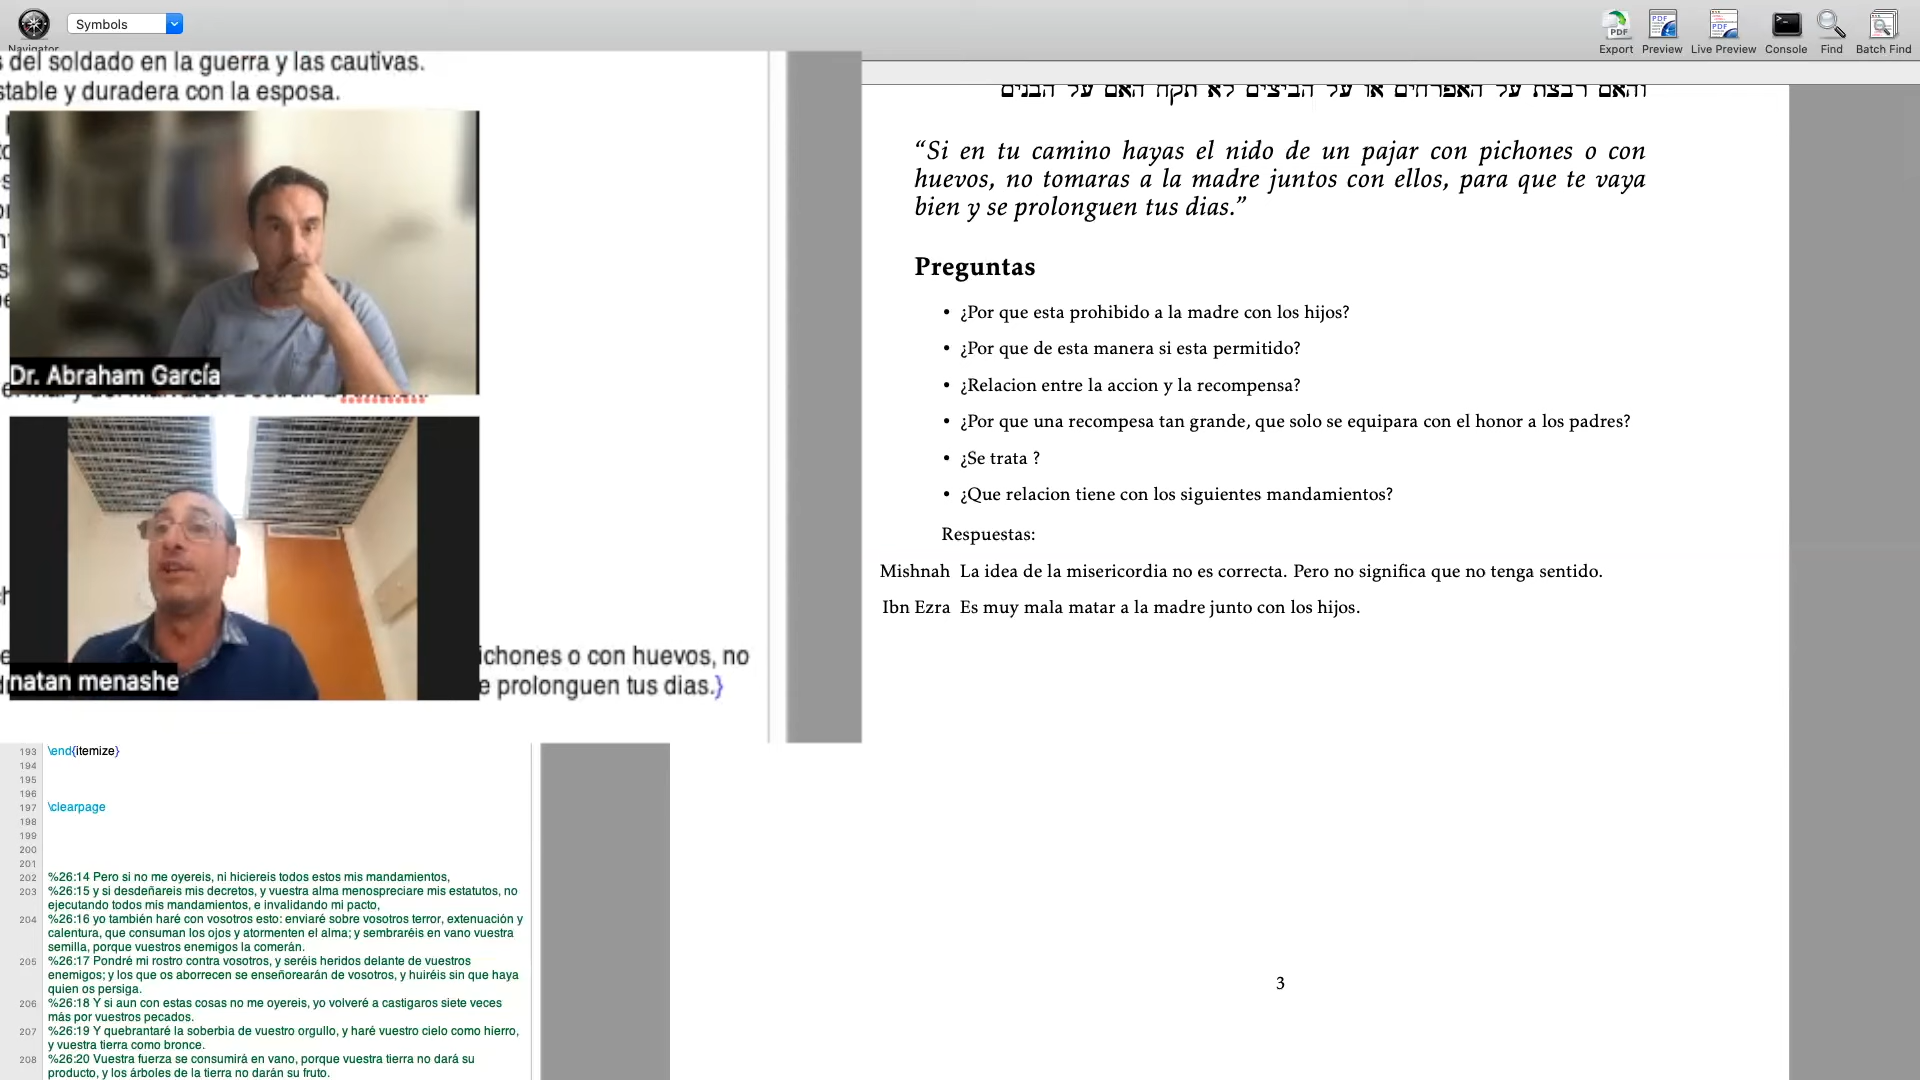 Symbols
Navigator
Export
Preview
Live Preview
Console
Find
Batch Find
del soldado en la guerra y las cautivas.
y duradera con la esposa.
Dr. Abraham García
natan menashe
o con huevos, no
prolonguen tus dias.}
193 \end{itemize}
194
195
196
197 \clearpage
198
199
200
201
202 %26:14 Pero si no me oyereis, ni hiciereis todos estos mis mandamientos,
203 %26:15 y si desdeñareis mis decretos, y vuestra alma menospreciare mis estatutos, no
ejecutando todos mis mandamientos, e invalidando mi pacto,
204 %26:16 yo también haré con vosotros esto: enviaré sobre vosotros terror, extenuación y
calentura, que consuman los ojos y atormenten el alma; y sembraréis en vano vuestra
semilla, porque vuestros enemigos la comerán.
205 %26:17 Pondré mi rostro contra vosotros, y seréis heridos delante de vuestros
enemigos; y los que os aborrecen se enseñorearán de vosotros, y huiréis sin que haya
quien os persiga.
206 %26:18 Y si aun con estas cosas no me oyereis, yo volveré a castigaros siete veces
más por vuestros pecados.
207 %26:19 Y quebrantaré la soberbia de vuestro orgullo, y haré vuestro cielo como hierro,
y vuestra tierra como bronce.
208 %26:20 Vuestra fuerza se consumirá en vano, porque vuestra tierra no dará su
producto, y los árboles de la tierra no darán su fruto.
והאם רבצת על האפרחים או על הביצים לא תקח האם על הבנים
“Si en tu camino hayas el nido de un pajar con pichones o con
huevos, no tomaras a la madre juntos con ellos, para que te vaya
bien y se prolonguen tus dias.”
Preguntas
• ¿Por que esta prohibido a la madre con los hijos?
• ¿Por que de esta manera si esta permitido?
• ¿Relacion entre la accion y la recompensa?
• ¿Por que una recompesa tan grande, que solo se equipara con el honor a los padres?
• ¿Se trata ?
• ¿Que relacion tiene con los siguientes mandamientos?
Respuestas:
Mishnah La idea de la misericordia no es correcta. Pero no significa que no tenga sentido.
Ibn Ezra Es muy mala matar a la madre junto con los hijos.
3